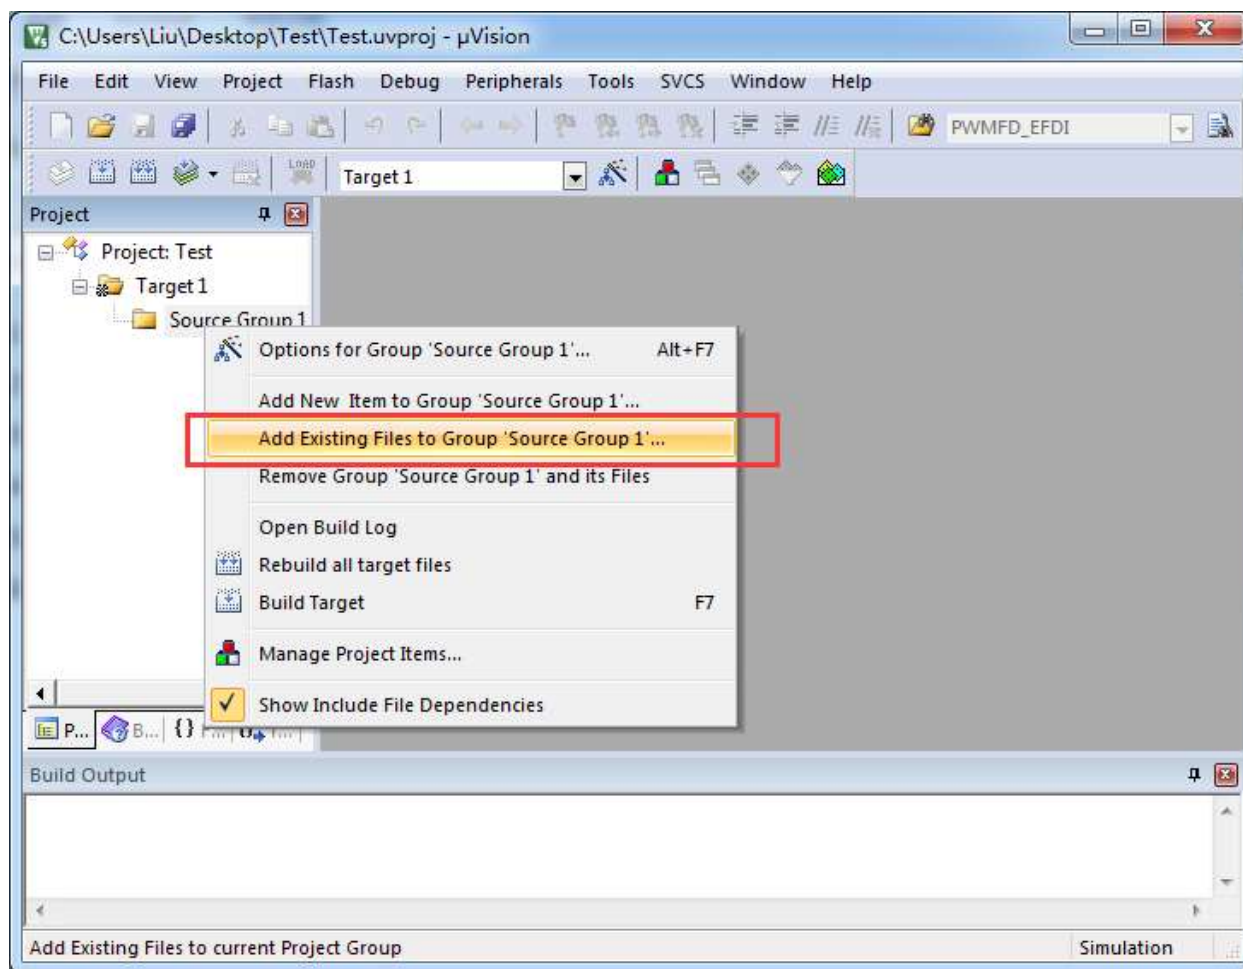 C:\Users\Liu\Desktop\Test\Test.uvproj - µVision
File Edit View Project Flash Debug Peripherals Tools SVCS Window Help
PWMFD_EFDI
LOAD
Target 1
Project
Project: Test
Target 1
Source Group 1
Options for Group 'Source Group 1'... Alt+F7
Add New Item to Group 'Source Group 1'...
Add Existing Files to Group 'Source Group 1'...
Remove Group 'Source Group 1' and its Files
Open Build Log
Rebuild all target files
Build Target F7
Manage Project Items...
Show Include File Dependencies
P... B... {}
Build Output
Add Existing Files to current Project Group Simulation